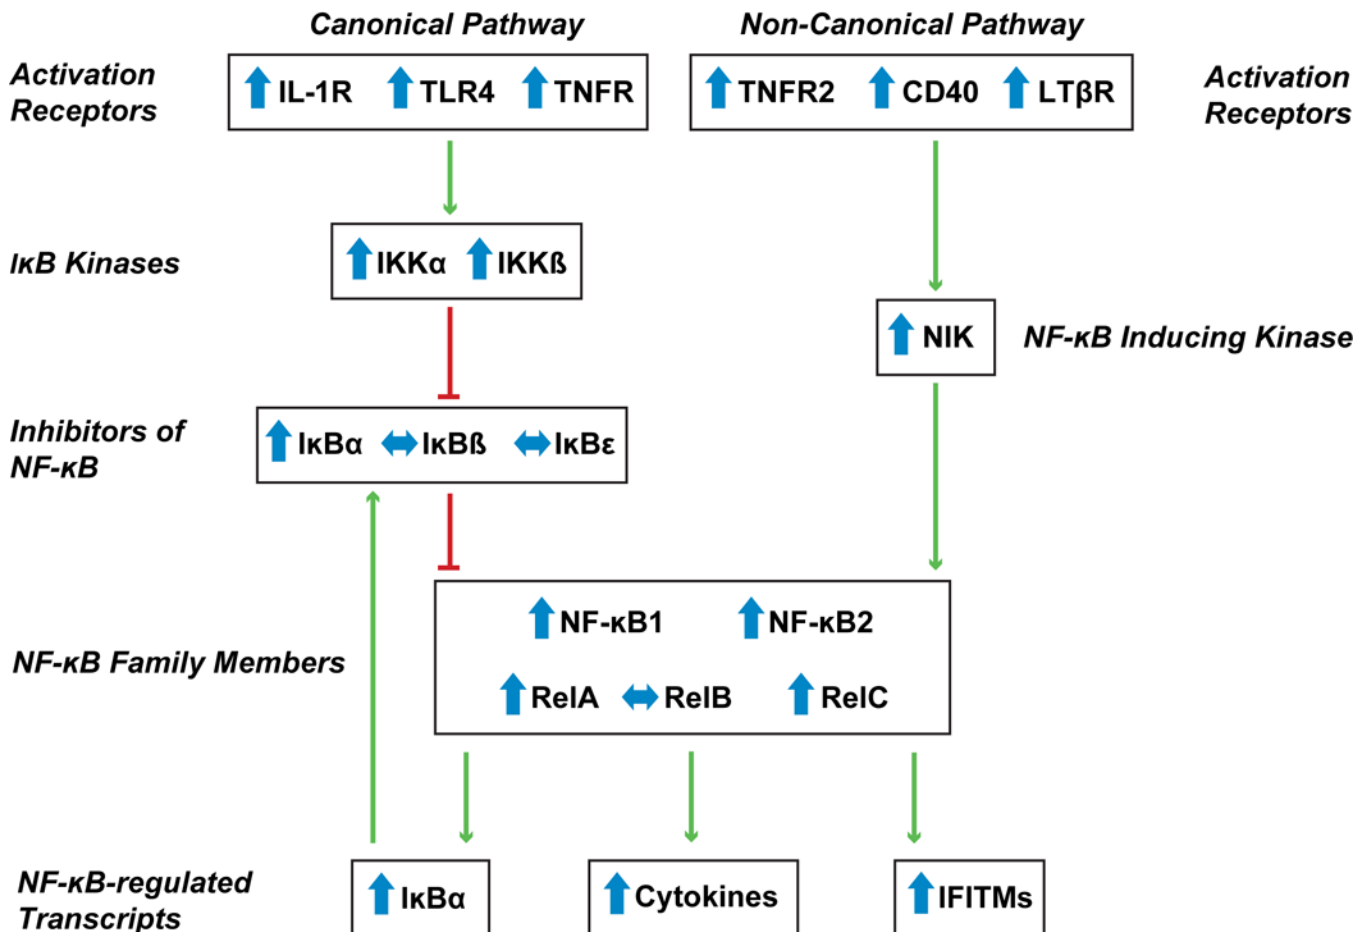 Canonical Pathway
Non-Canonical Pathway
Activation
Receptors
IL-1R TLR4 TNFR
TNFR2 CD40 LTβR
Activation
Receptors
IκB Kinases
IKKα IKKß
NIK
NF-κB Inducing Kinase
Inhibitors of
NF-κB
IκBα IκBß IκBε
NF-κB Family Members
NF-κB1 NF-κB2
RelA RelB RelC
NF-κB-regulated
Transcripts
IκBα
Cytokines
IFITMs